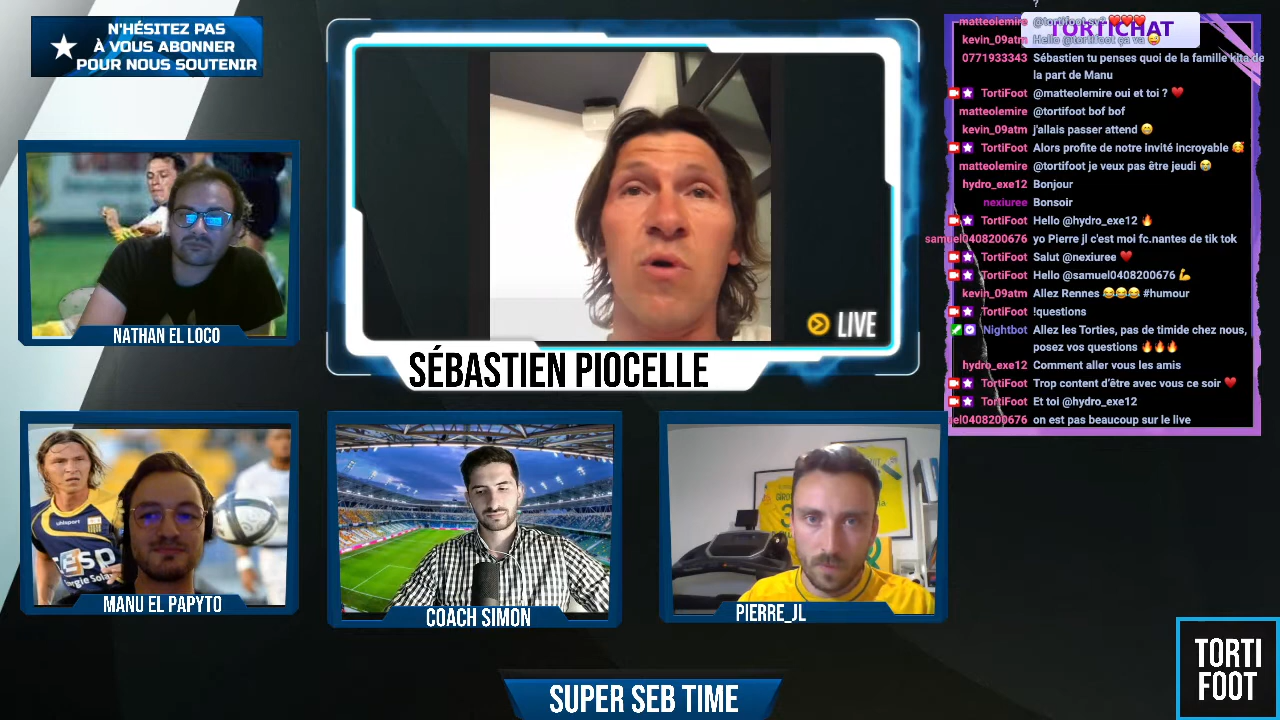 N'HÉSITEZ PAS
À VOUS ABONNER
POUR NOUS SOUTENIR
NATHAN EL LOCO
LIVE
SÉBASTIEN PIOCELLE
uhlsport
esp
MANU EL PAPYTO
COACH SIMON
PIERRE_JL
SUPER SEB TIME
TORTI
FOOT
TORTICHAT
?
matteolemire @tortifoot sv? ❤️❤️❤️
kevin_09atm Hello @tortifoot ça va 🥰
0771933343 Sébastien tu penses quoi de la famille kita de
la part de Manu
TortiFoot @matteolemire oui et toi ? ❤️
matteolemire @tortifoot bof bof
kevin_09atm j'allais passer attend 😁
TortiFoot Alors profite de notre invité incroyable 🥰
matteolemire @tortifoot je veux pas être jeudi 😭
hydro_exe12 Bonjour
nexiuree Bonsoir
TortiFoot Hello @hydro_exe12 🔥
samuel0408200676 yo Pierre jl c'est moi fc.nantes de tik tok
TortiFoot Salut @nexiuree ❤️
TortiFoot Hello @samuel0408200676 💪
kevin_09atm Allez Rennes 😂😂😂 #humour
TortiFoot !questions
Nightbot Allez les Torties, pas de timide chez nous,
posez vos questions 🔥🔥🔥
hydro_exe12 Comment aller vous les amis
TortiFoot Trop content d'être avec vous ce soir ❤️
TortiFoot Et toi @hydro_exe12
el0408200676 on est pas beaucoup sur le live